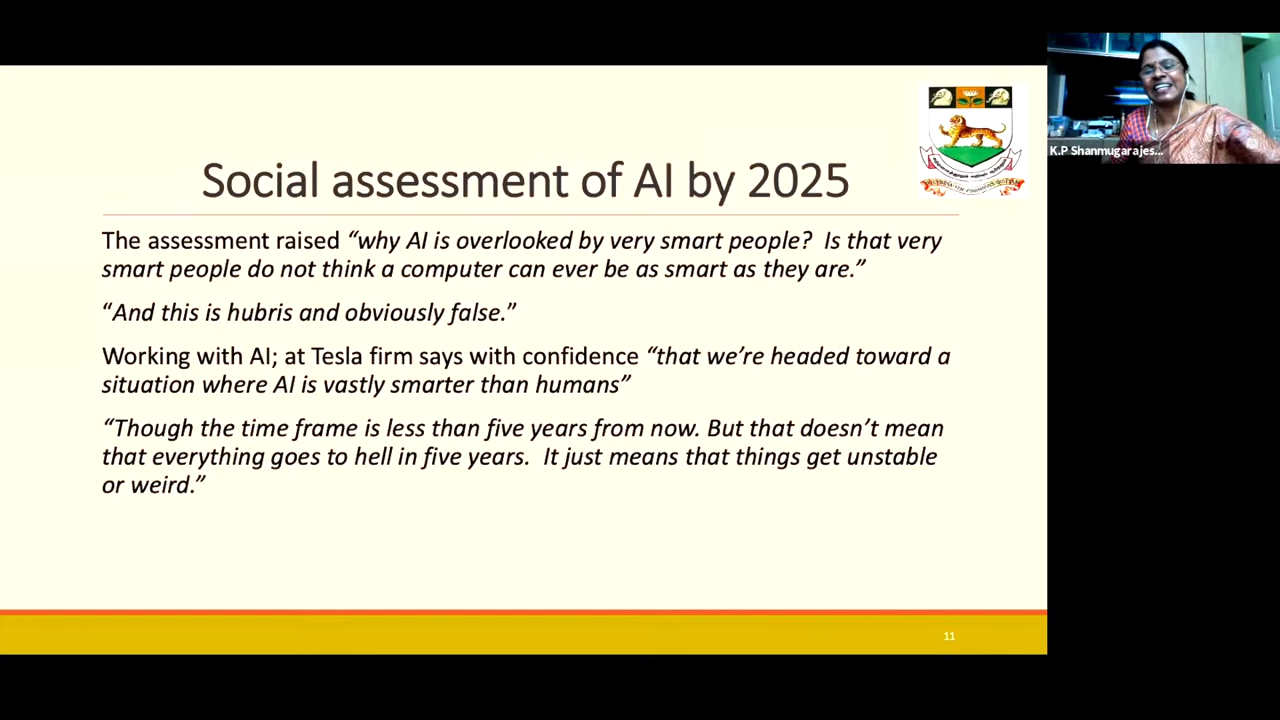 Social assessment of AI by 2025
The assessment raised “why AI is overlooked by very smart people?  Is that very
smart people do not think a computer can ever be as smart as they are.”
“And this is hubris and obviously false.”
Working with AI; at Tesla firm says with confidence “that we’re headed toward a
situation where AI is vastly smarter than humans”
“Though the time frame is less than five years from now. But that doesn’t mean
that everything goes to hell in five years.  It just means that things get unstable
or weird.”
11
K.P Shanmugarajes...